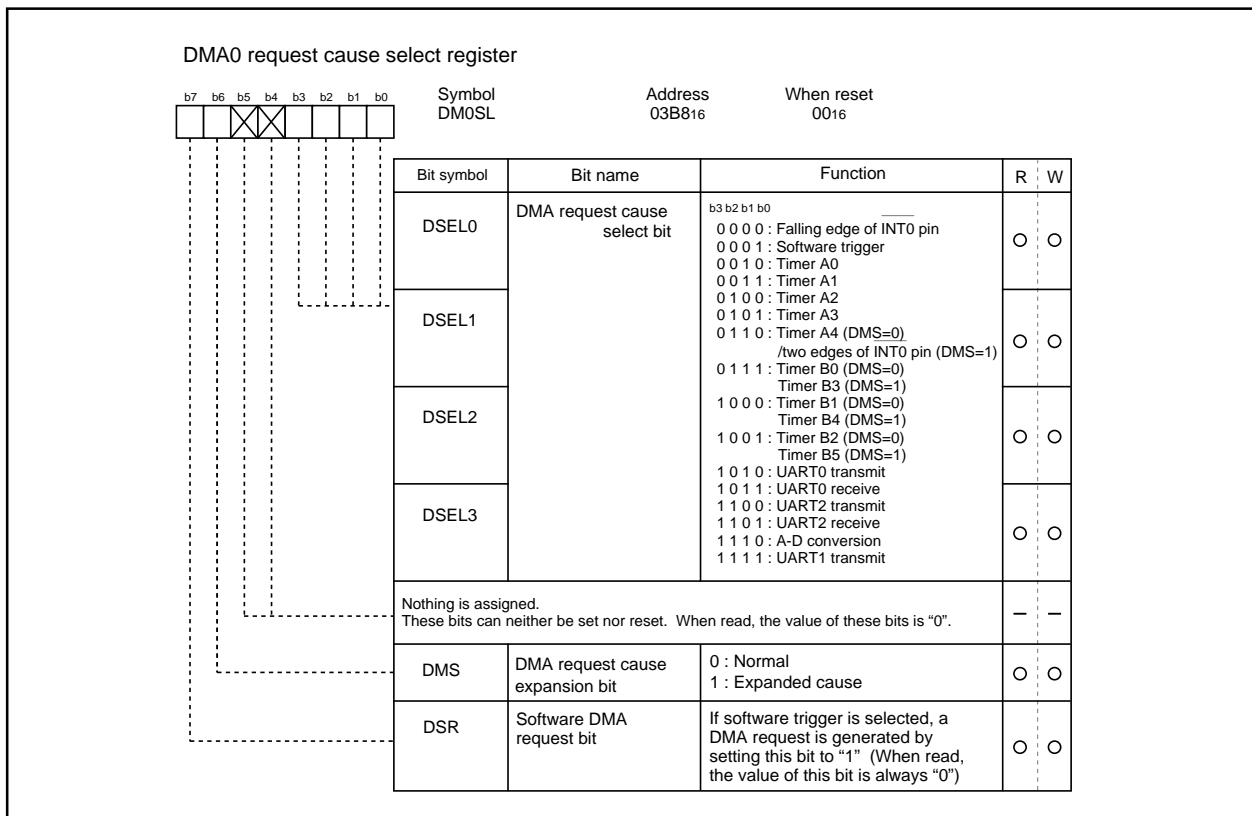 DMA0 request cause select register
b7 b6 b5 b4 b3 b2 b1 b0
Symbol Address When reset
DM0SL 03B816 0016
Bit symbol Bit name Function R W
DSEL0 DMA request cause
select bit
b3 b2 b1 b0
0 0 0 0 : Falling edge of INT0 pin
0 0 0 1 : Software trigger
0 0 1 0 : Timer A0
0 0 1 1 : Timer A1
0 1 0 0 : Timer A2
DSEL1
0 1 0 1 : Timer A3
0 1 1 0 : Timer A4 (DMS=0)
/two edges of INT0 pin (DMS=1)
0 1 1 1 : Timer B0 (DMS=0)
Timer B3 (DMS=1)
DSEL2
1 0 0 0 : Timer B1 (DMS=0)
Timer B4 (DMS=1)
1 0 0 1 : Timer B2 (DMS=0)
Timer B5 (DMS=1)
1 0 1 0 : UART0 transmit
1 0 1 1 : UART0 receive
DSEL3
1 1 0 0 : UART2 transmit
1 1 0 1 : UART2 receive
1 1 1 0 : A-D conversion
1 1 1 1 : UART1 transmit
Nothing is assigned.
These bits can neither be set nor reset. When read, the value of these bits is “0”.
DMS DMA request cause
expansion bit
0 : Normal
1 : Expanded cause
DSR Software DMA
request bit
If software trigger is selected, a
DMA request is generated by
setting this bit to “1” (When read,
the value of this bit is always “0”)